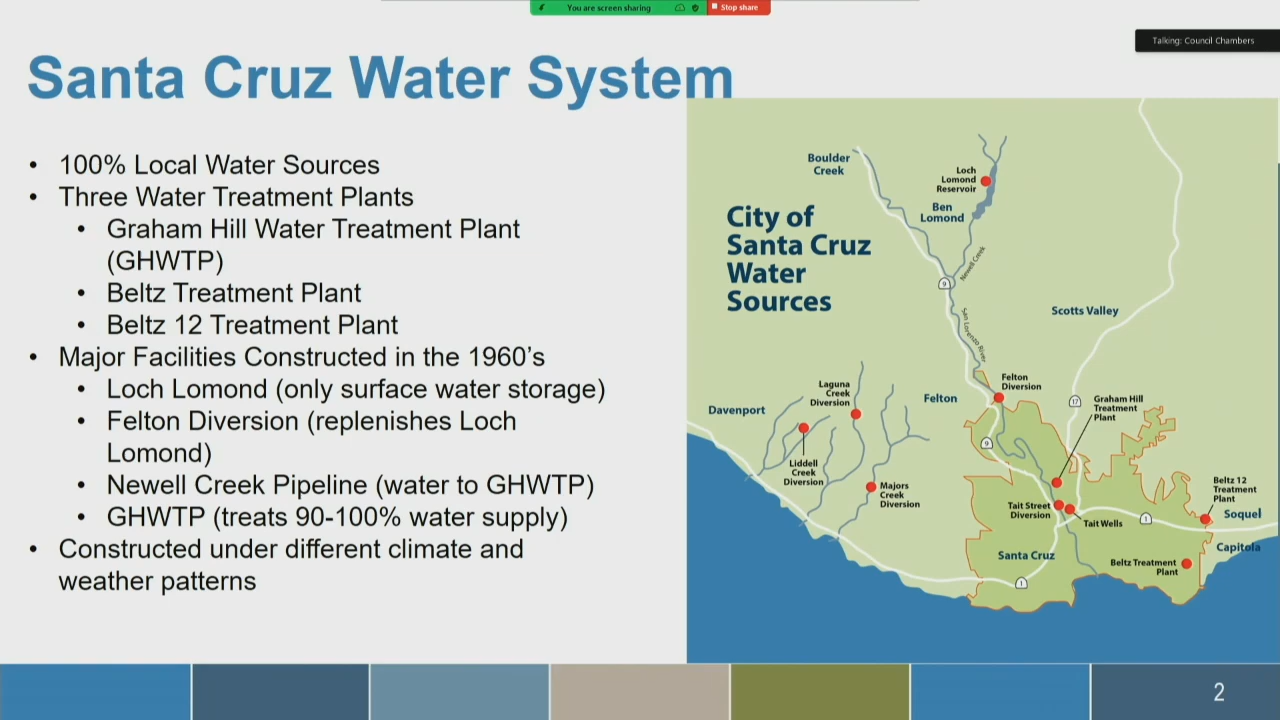 You are screen sharing
Stop share
Talking: Council Chambers
Santa Cruz Water System
• 100% Local Water Sources
• Three Water Treatment Plants
• Graham Hill Water Treatment Plant
(GHWTP)
• Beltz Treatment Plant
• Beltz 12 Treatment Plant
• Major Facilities Constructed in the 1960’s
• Loch Lomond (only surface water storage)
• Felton Diversion (replenishes Loch
Lomond)
• Newell Creek Pipeline (water to GHWTP)
• GHWTP (treats 90-100% water supply)
• Constructed under different climate and
weather patterns
City of
Santa Cruz
Water
Sources
Boulder
Creek
Loch
Lomond
Reservoir
Ben
Lomond
Newell Creek
9
San Lorenzo River
Scotts Valley
Felton
Diversion
Felton
Laguna
Creek
Diversion
Davenport
17
Graham Hill
Treatment
Plant
9
Liddell
Creek
Diversion
Majors
Creek
Diversion
Tait Street
Diversion
Tait Wells
1
Beltz 12
Treatment
Plant
Soquel
Capitola
Santa Cruz
Beltz Treatment
Plant
1
2